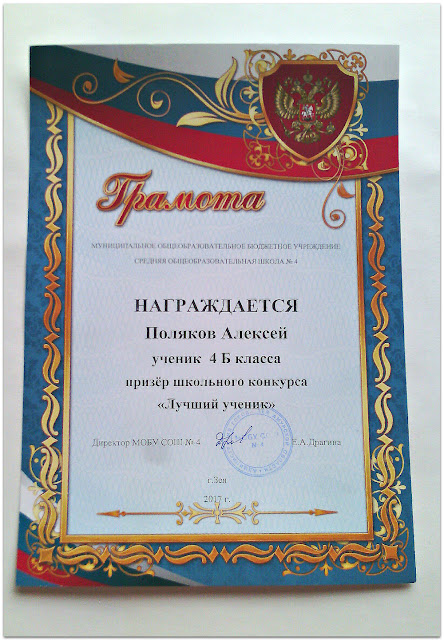 Грамота
МУНИЦИПАЛЬНОЕ ОБЩЕОБРАЗОВАТЕЛЬНОЕ БЮДЖЕТНОЕ УЧРЕЖДЕНИЕ
СРЕДНЯЯ ОБЩЕОБРАЗОВАТЕЛЬНАЯ ШКОЛА № 4
НАГРАЖДАЕТСЯ
Поляков Алексей
ученик 4 Б класса
призёр школьного конкурса
«Лучший ученик»
Директор МОБУ СОШ № 4 Е.А.Драгина
г.Зея
2017 г.